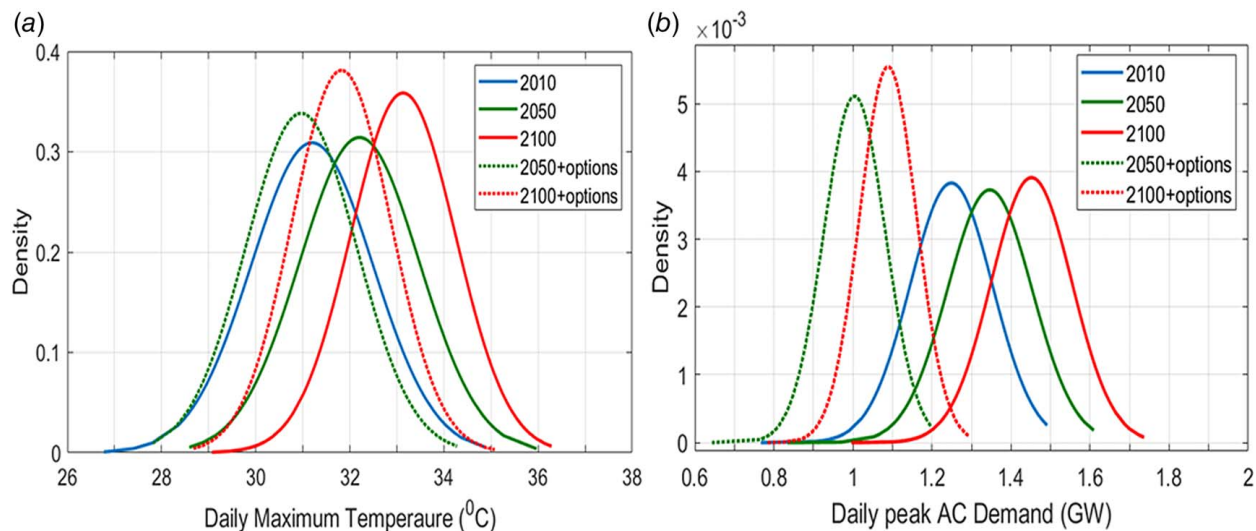 (a)
0.4
0.3
0.2
0.1
0
Density
26 28 30 32 34 36 38
Daily Maximum Temperaure (⁰C)
2010
2050
2100
2050+options
2100+options
(b)
×10⁻³
5
4
3
2
1
0
Density
0.6 0.8 1 1.2 1.4 1.6 1.8 2
Daily peak AC Demand (GW)
2010
2050
2100
2050+options
2100+options